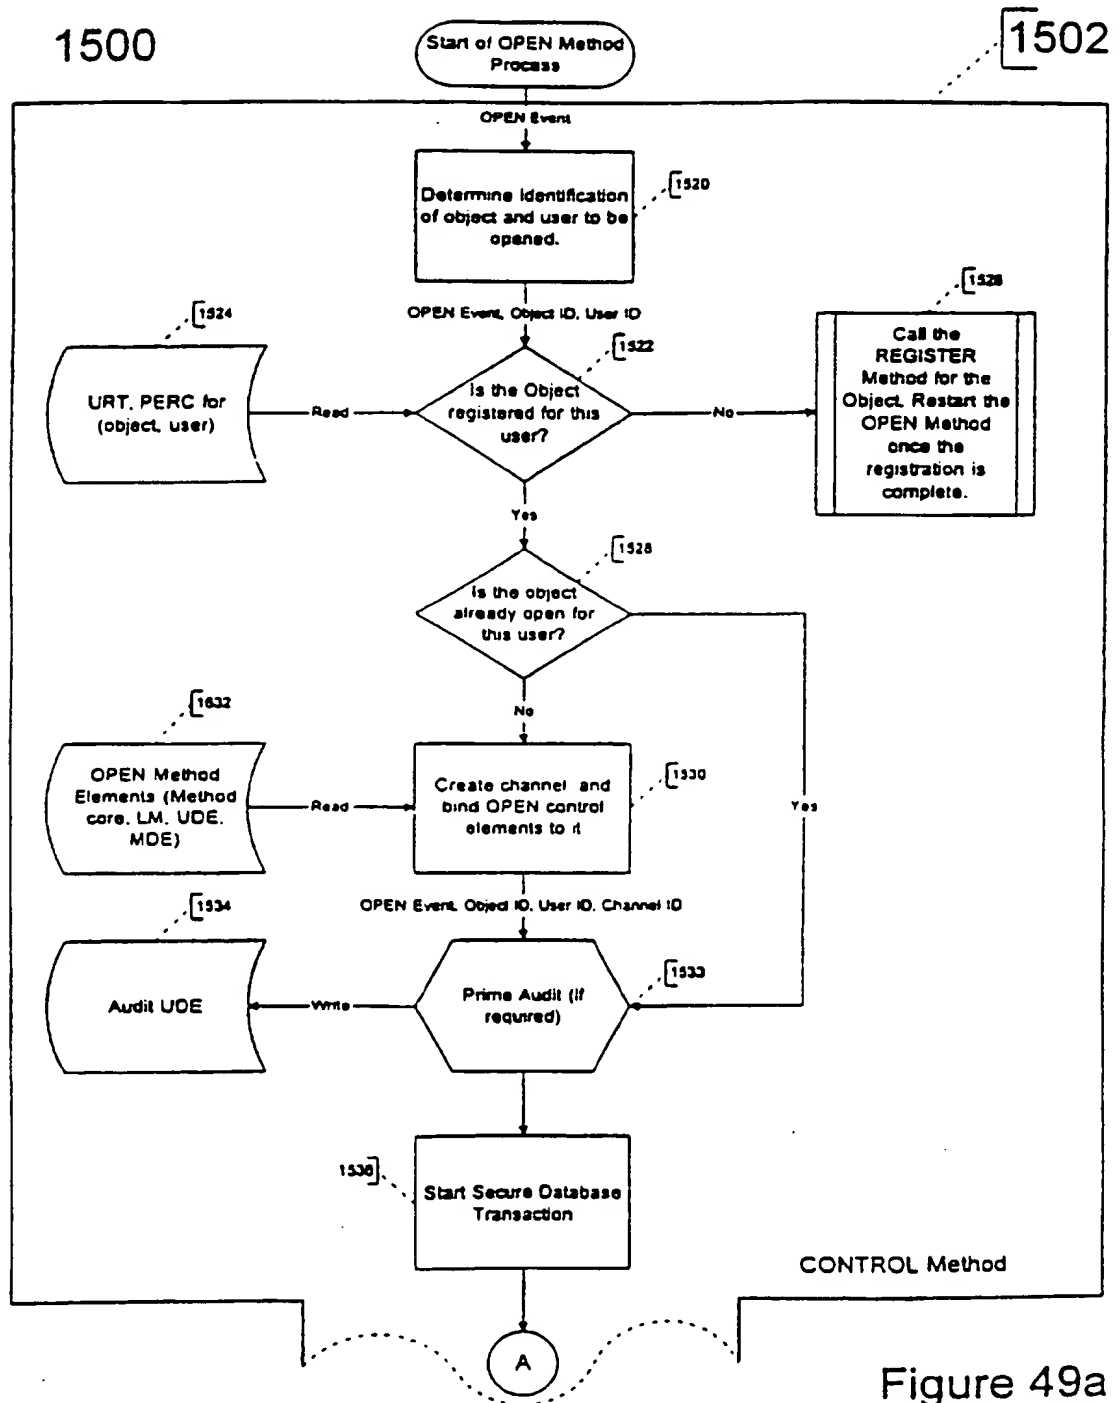 1500
Start of OPEN Method
Process
1502
OPEN Event
Determine Identification
of object and user to be
opened.
1520
OPEN Event, Object ID, User ID
1524
URT, PERC for
(object, user)
Read
Is the Object
registered for this
user?
1522
No
1526
Call the
REGISTER
Method for the
Object. Restart the
OPEN Method
once the
registration is
complete.
Yes
Is the object
already open for
this user?
1528
No
Yes
1632
OPEN Method
Elements (Method
core, LM, UDE,
MDE)
Read
Create channel and
bind OPEN control
elements to it
1530
OPEN Event, Object ID, User ID, Channel ID
1534
Audit UDE
Write
Prime Audit (if
required)
1533
1536
Start Secure Database
Transaction
CONTROL Method
A
Figure 49a